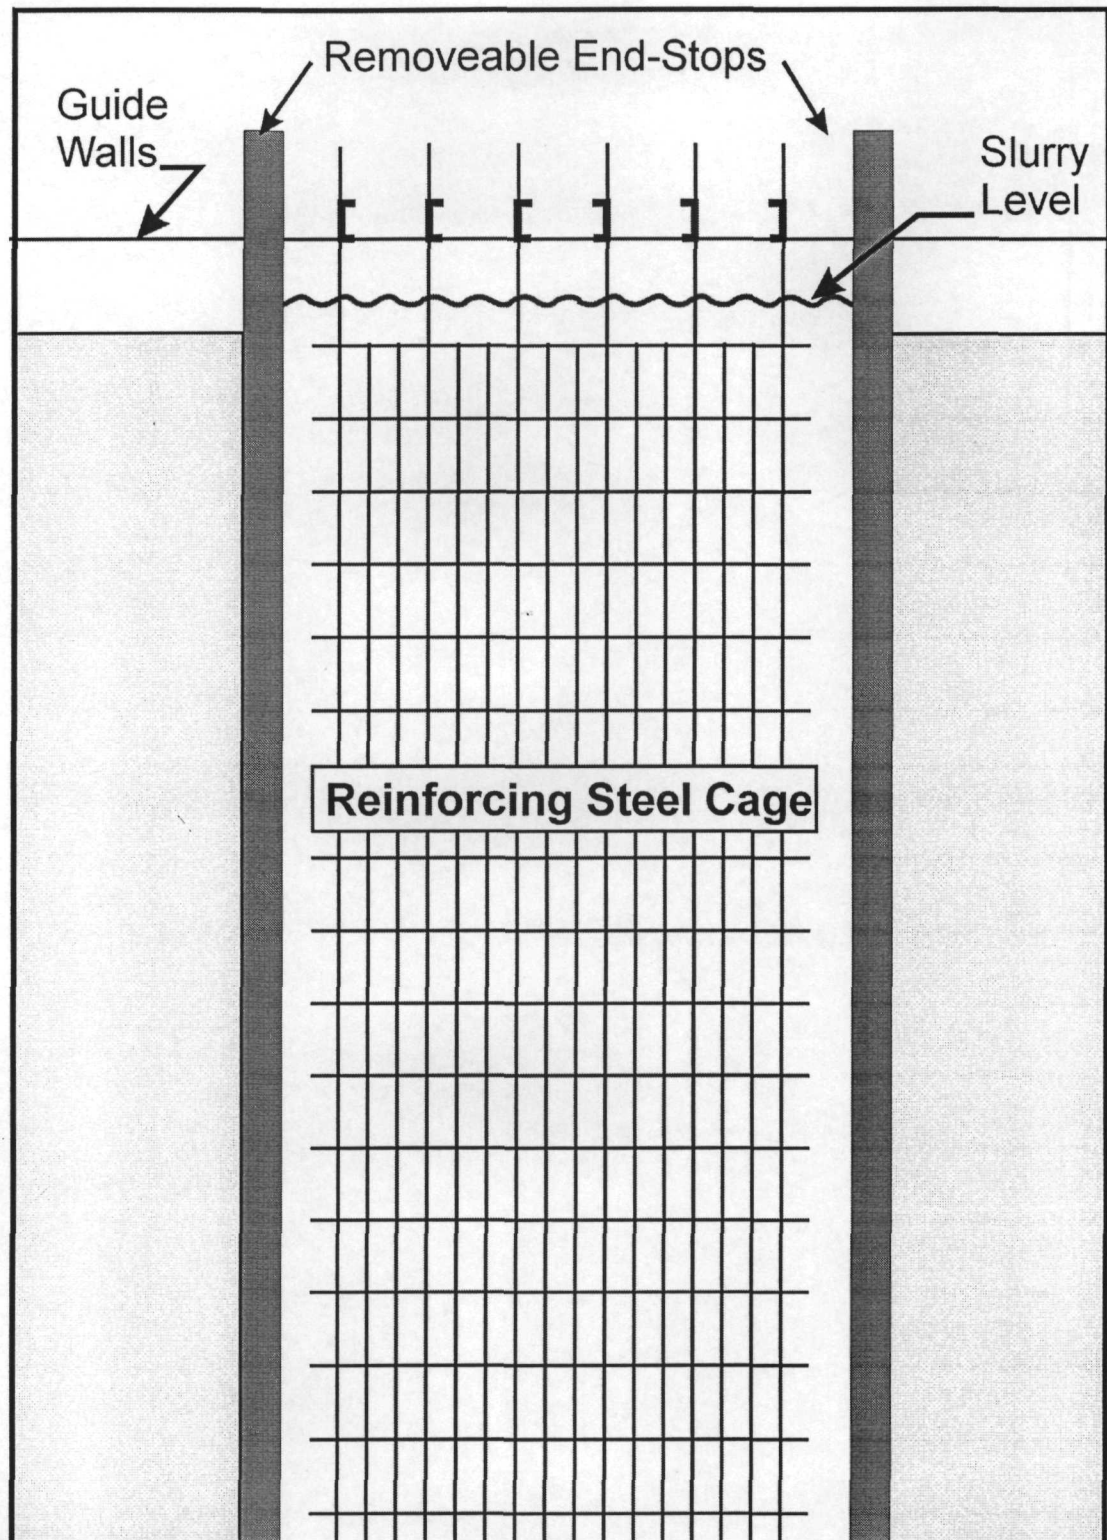 Removeable End-Stops
Guide
Walls
Slurry
Level
Reinforcing Steel Cage